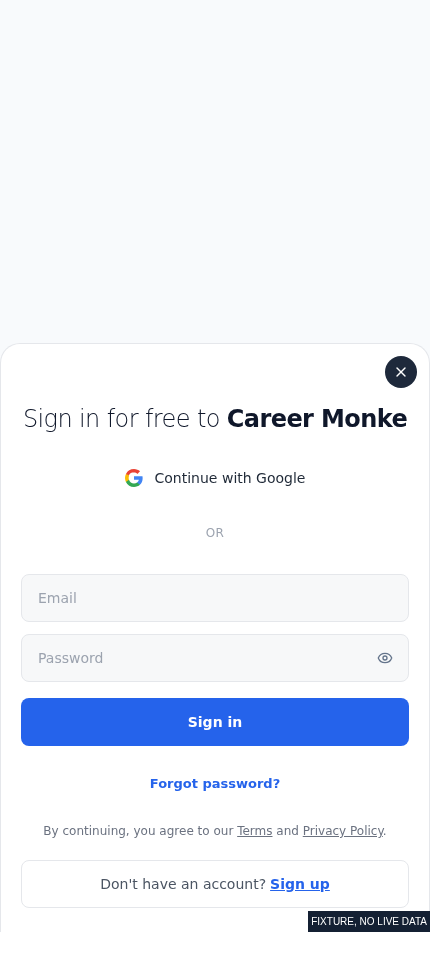 Sign in for free to Career Monke
Continue with Google
OR
Email
Password
Sign in
Forgot password?
By continuing, you agree to our Terms and Privacy Policy.
Don't have an account? Sign up
FIXTURE, NO LIVE DATA